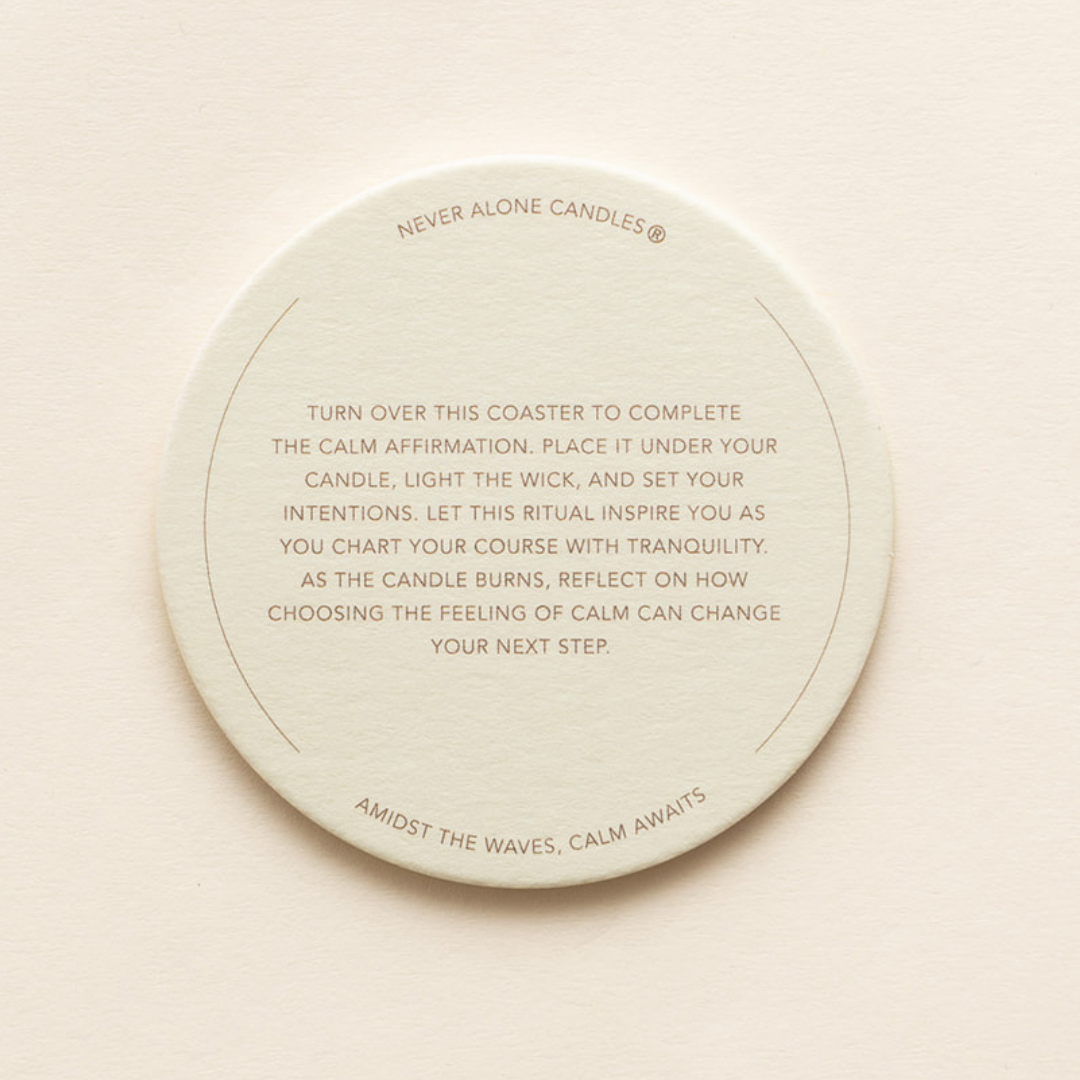 NEVER ALONE CANDLES®
TURN OVER THIS COASTER TO COMPLETE
THE CALM AFFIRMATION. PLACE IT UNDER YOUR
CANDLE, LIGHT THE WICK, AND SET YOUR
INTENTIONS. LET THIS RITUAL INSPIRE YOU AS
YOU CHART YOUR COURSE WITH TRANQUILITY.
AS THE CANDLE BURNS, REFLECT ON HOW
CHOOSING THE FEELING OF CALM CAN CHANGE
YOUR NEXT STEP.
AMIDST THE WAVES, CALM AWAITS